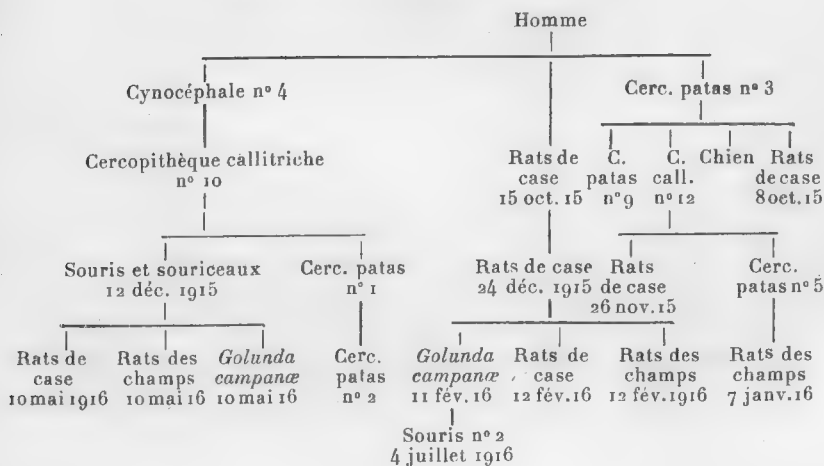 Homme
Cynocéphale nº 4
Cerc. patas nº 3
Cercopithèque callitriche
nº 10
Rats de
case
15 oct. 15
C.
patas
nº 9
C.
call.
nº 12
Chien
Rats
de case
8 oet. 15
Souris et souriceaux
12 déc. 1915
Cerc. patas
nº 1
Rats de case
24 déc. 1915
Rats
de case
26 nov. 15
Cerc.
patas nº 5
Rats de
case
10 mai 1916
Rats des
champs
10 mai 16
Golunda
campanæ
10 mai 16
Cerc.
patas
nº 2
Golunda
campanæ
11 fév. 16
Rats de
case
12 fév. 16
Rats des
champs
12 fév. 1916
Rats des
champs
7 janv. 16
Souris nº 2
4 juillet 1916